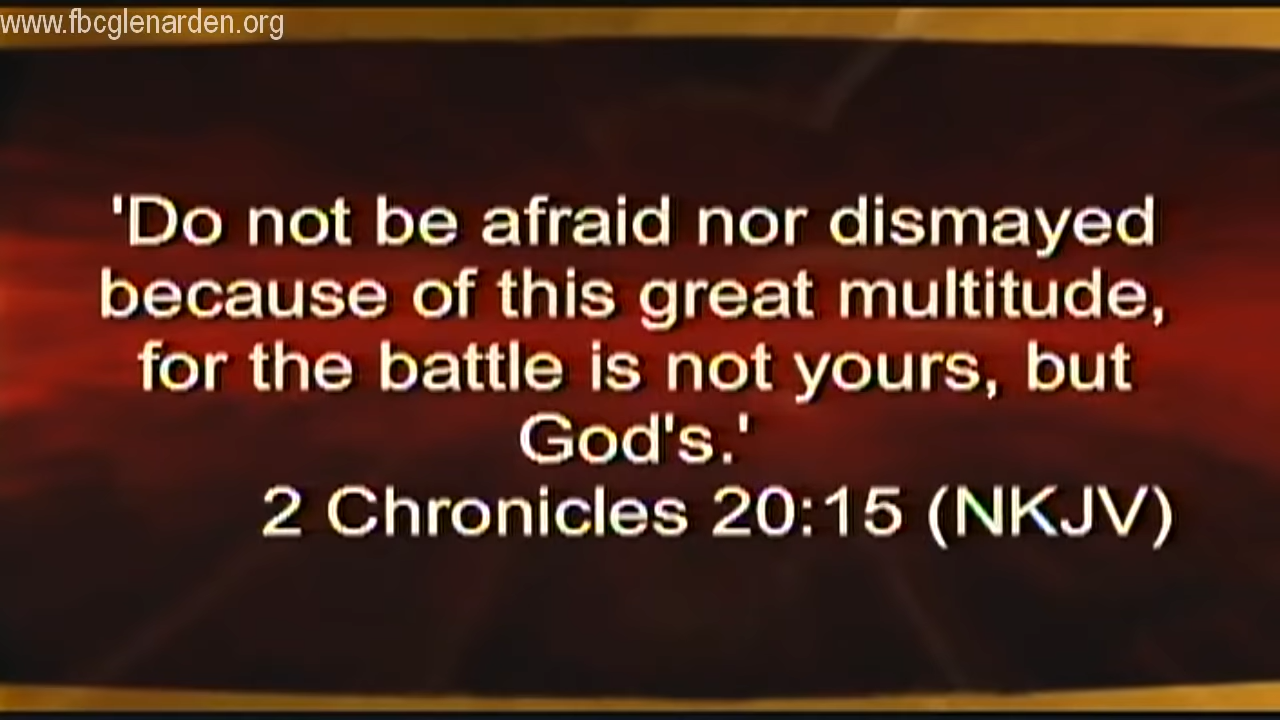 www.fbcglenarden.org
'Do not be afraid nor dismayed
because of this great multitude,
for the battle is not yours, but
God's.'
2 Chronicles 20:15 (NKJV)